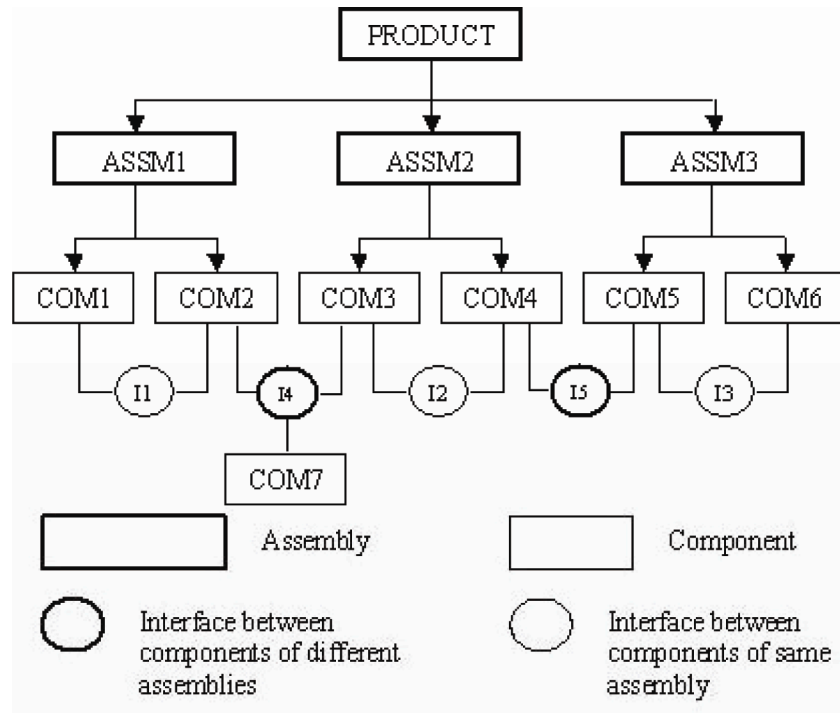 PRODUCT
ASSM1 ASSM2 ASSM3
COM1 COM2 COM3 COM4 COM5 COM6
I1 I4 I2 I5 I3
COM7
Assembly
Component
Interface between
components of different
assemblies
Interface between
components of same
assembly